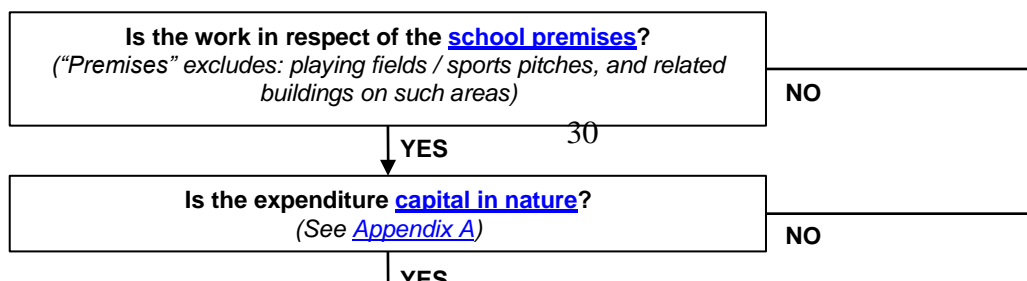 Is the work in respect of the school premises?
(“Premises” excludes: playing fields / sports pitches, and related
buildings on such areas)
NO
30
YES
Is the expenditure capital in nature?
(See Appendix A)
NO
YES